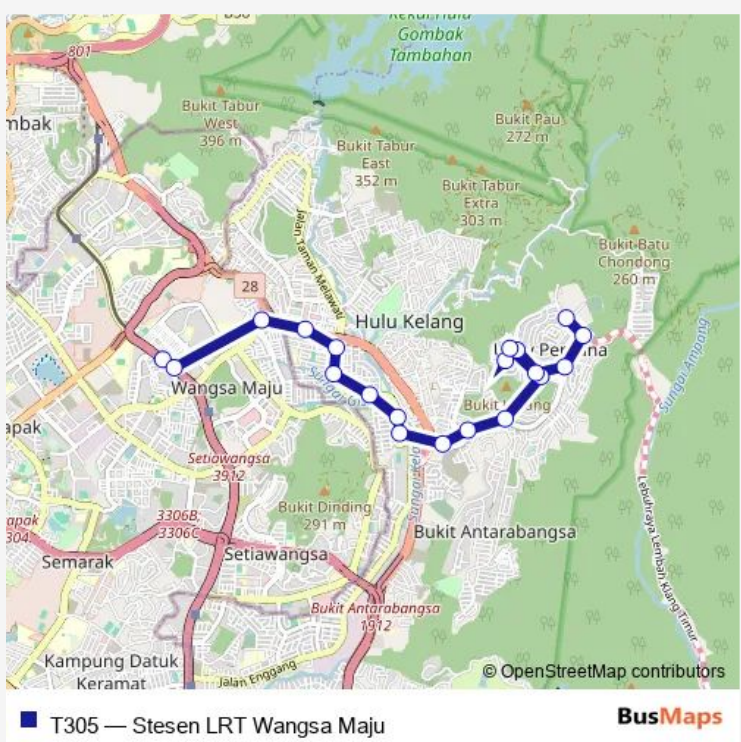 801
Gombak
Tambahan
mbak
Bukit Tabur
West
396 m
Bukit Pau
272 m
Bukit Tabur
East
352 m
Bukit Tabur
Extra
303 m
Jalan Taman Melawati
Bukit Batu
Chondong
260 m
28
Hulu Kelang
Sungai Ampang
Wangsa Maju
apak
Setiawangsa
3912
Bukit Dinding
291 m
3306B,
3306C
apak
304
Setiawangsa
Semarak
Bukit Antarabangsa
Lebuhraya Lembah Klang Timur
Bukit Antarabangsa
1912
Kampung Datuk
Keramat
Jalan Enggang
© OpenStreetMap contributors
T305 — Stesen LRT Wangsa Maju
BusMaps